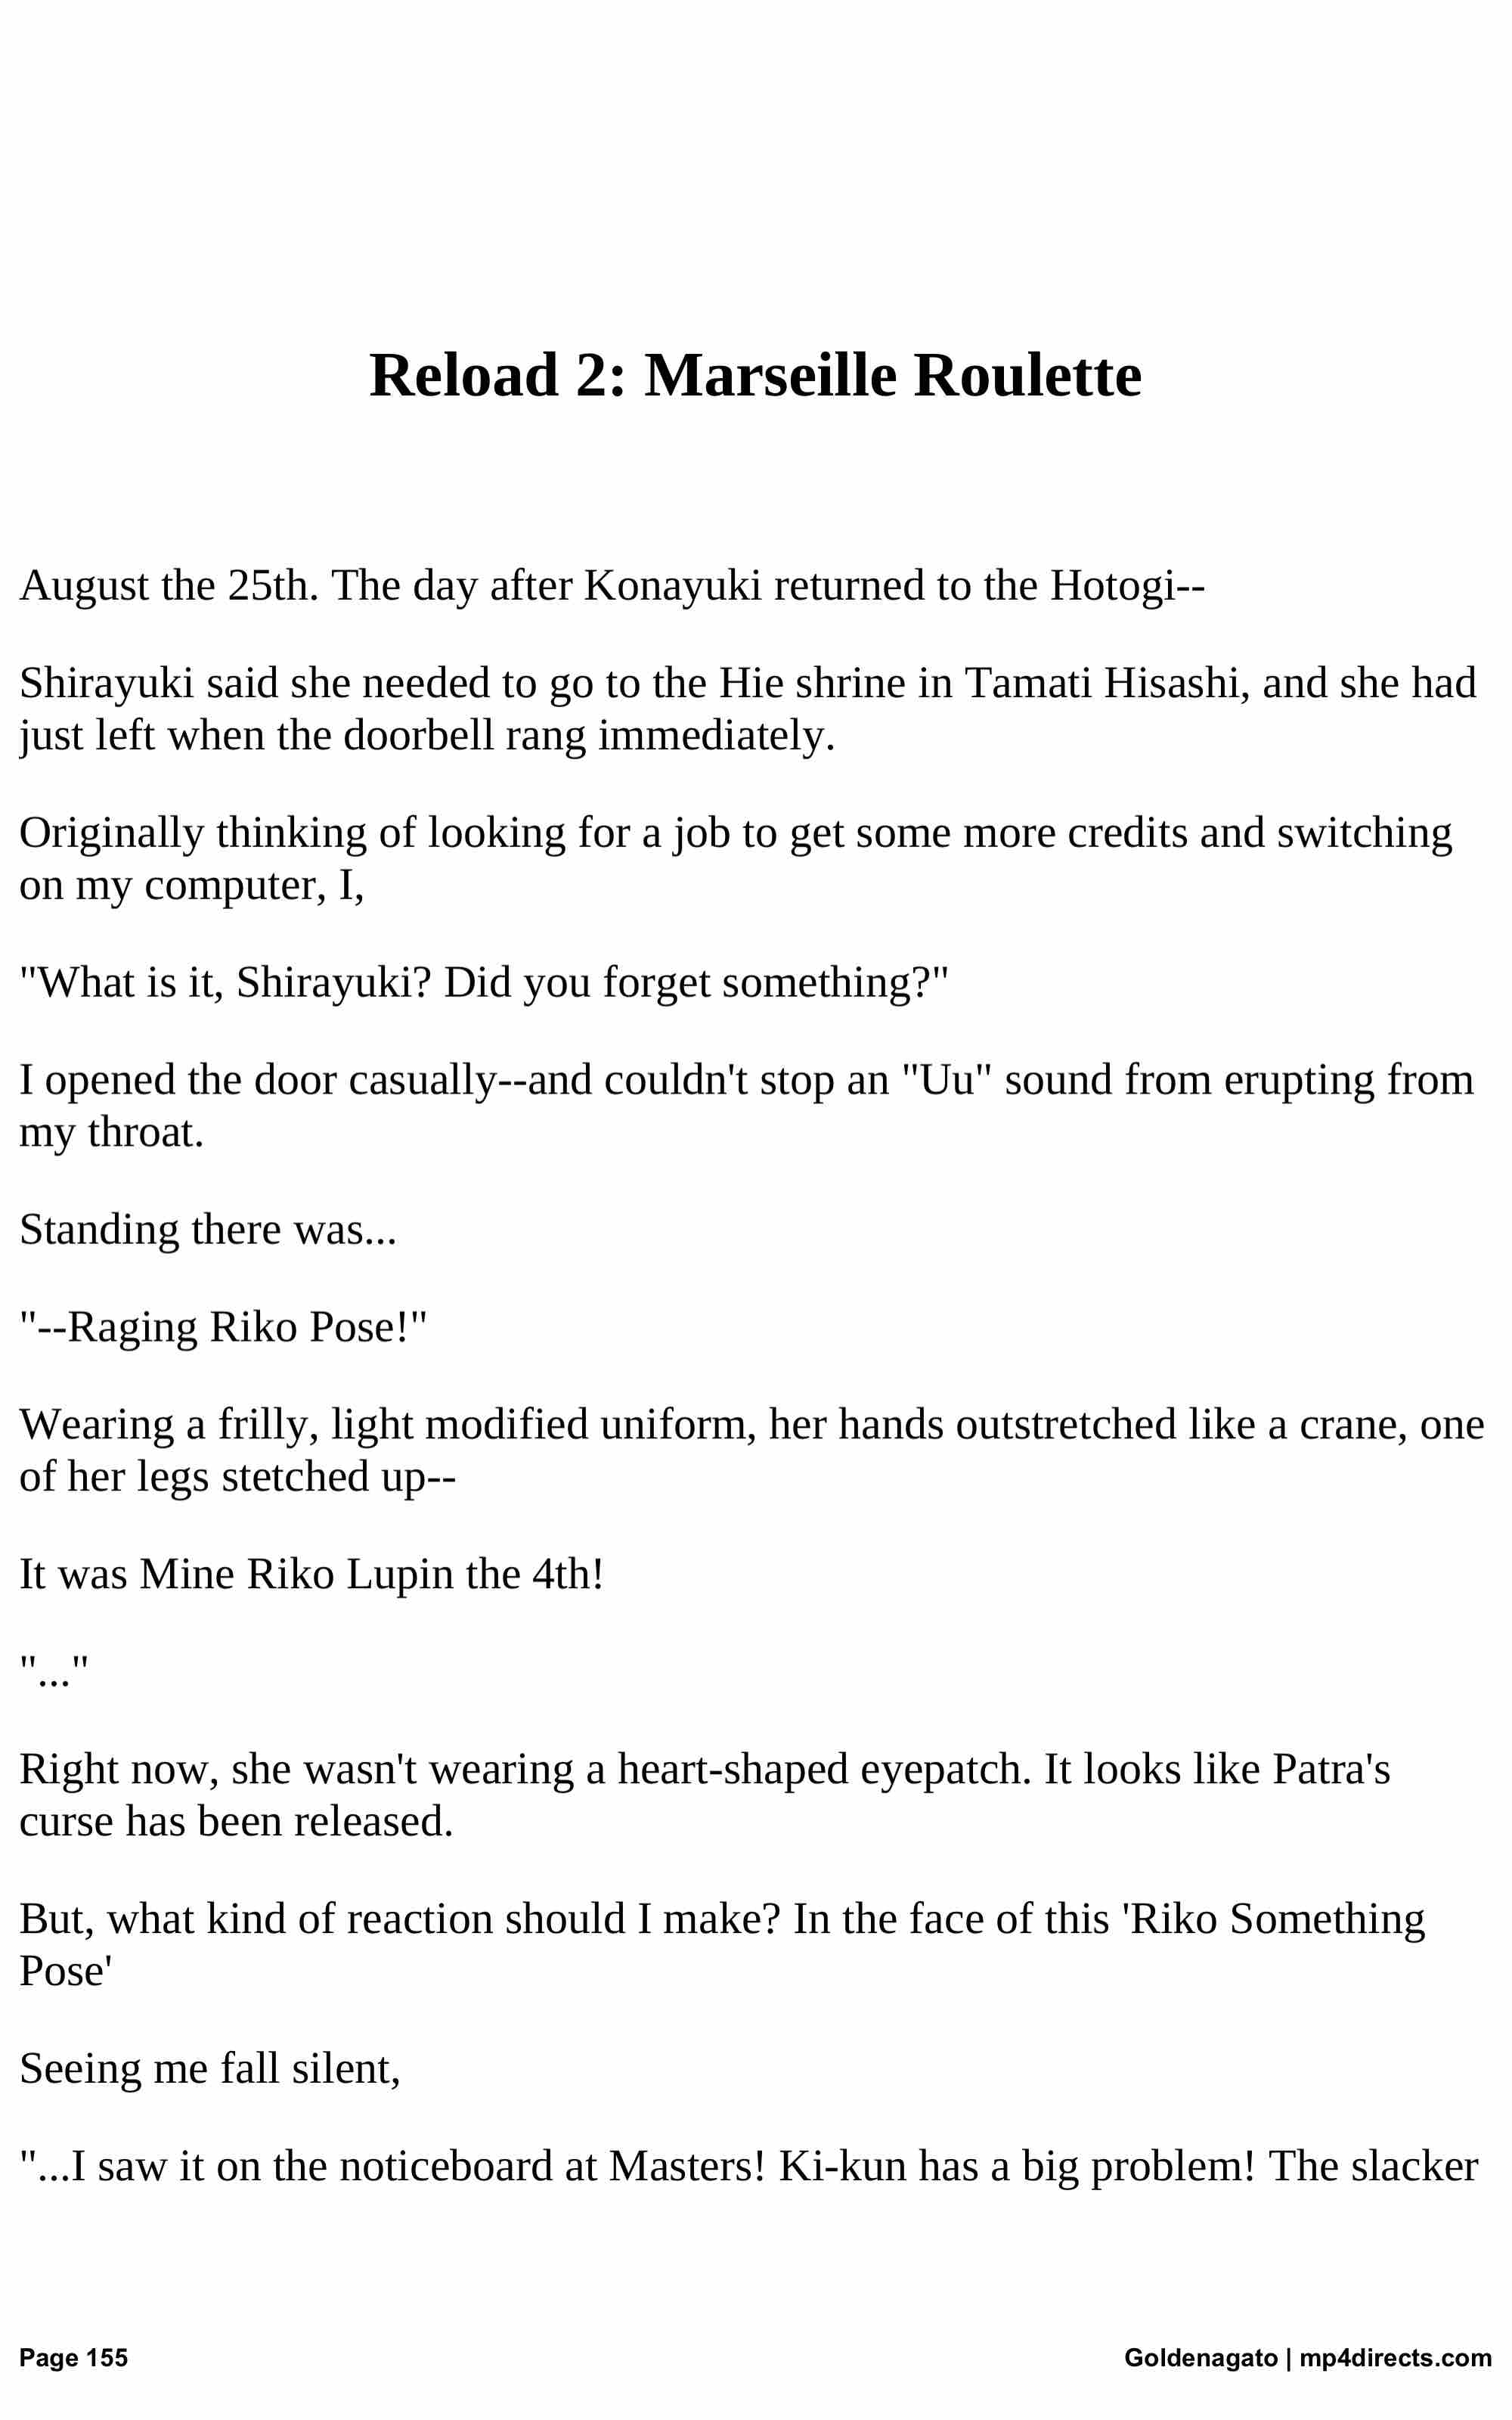 Reload 2: Marseille Roulette
August the 25th. The day after Konayuki returned to the Hotogi--
Shirayuki said she needed to go to the Hie shrine in Tamati Hisashi, and she had
just left when the doorbell rang immediately.
Originally thinking of looking for a job to get some more credits and switching
on my computer, I,
"What is it, Shirayuki? Did you forget something?"
I opened the door casually--and couldn't stop an "Uu" sound from erupting from
my throat.
Standing there was...
"--Raging Riko Pose!"
Wearing a frilly, light modified uniform, her hands outstretched like a crane, one
of her legs stetched up--
It was Mine Riko Lupin the 4th!
"..."
Right now, she wasn't wearing a heart-shaped eyepatch. It looks like Patra's
curse has been released.
But, what kind of reaction should I make? In the face of this 'Riko Something
Pose'
Seeing me fall silent,
"...I saw it on the noticeboard at Masters! Ki-kun has a big problem! The slacker
Page 155 Goldenagato | mp4directs.com